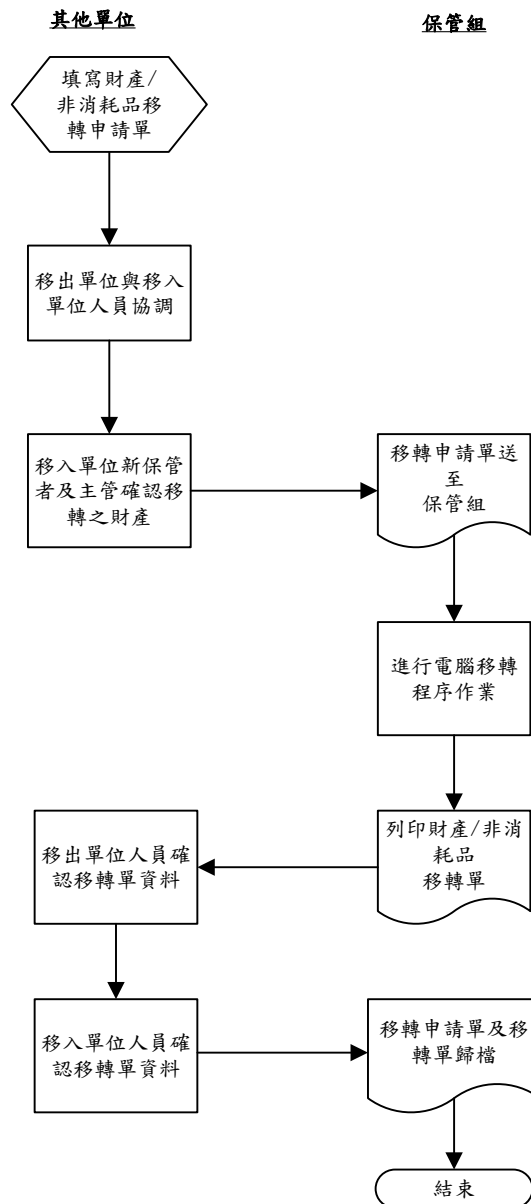 其他單位
保管組
填寫財產/
非消耗品移
轉申請單
移出單位與移入
單位人員協調
移入單位新保管
者及主管確認移
轉之財產
移轉申請單送
至
保管組
進行電腦移轉
程序作業
列印財產/非消
耗品
移轉單
移出單位人員確
認移轉單資料
移入單位人員確
認移轉單資料
移轉申請單及移
轉單歸檔
結束